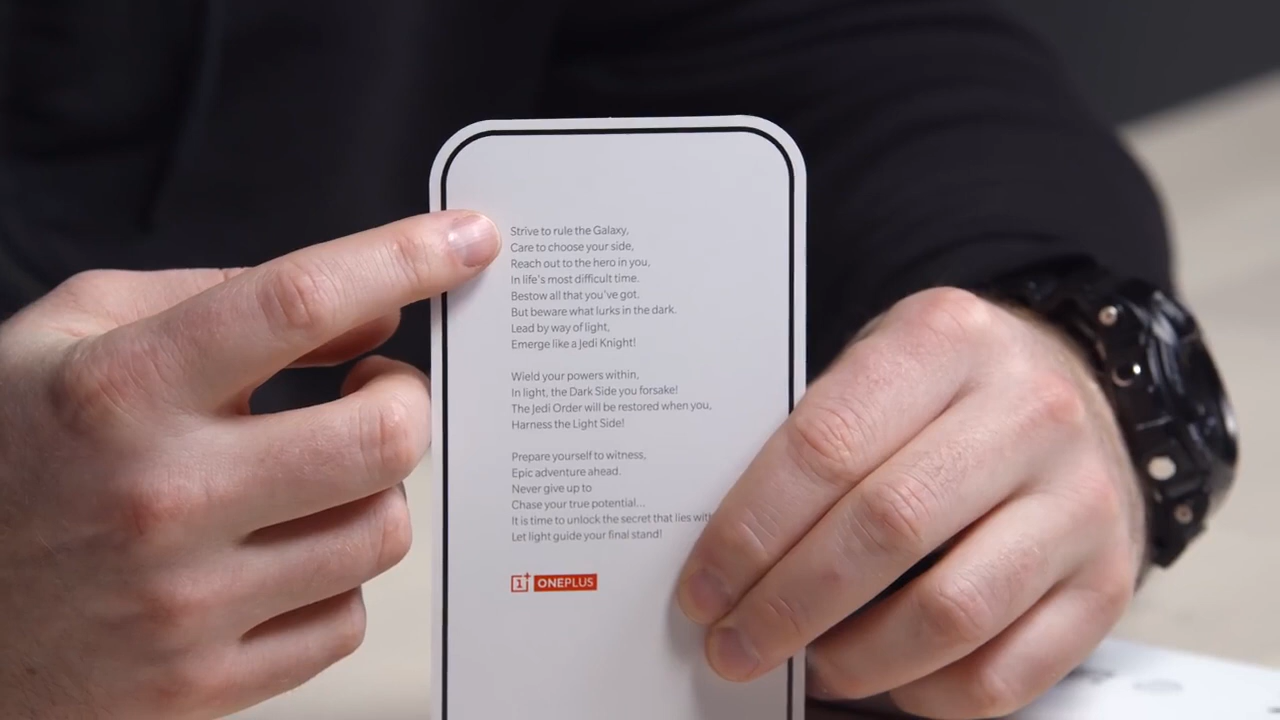 Strive to rule the Galaxy,
Care to choose your side,
Reach out to the hero in you,
In life's most difficult time.
Bestow all that you've got.
But beware what lurks in the dark.
Lead by way of light,
Emerge like a Jedi Knight!
Wield your powers within,
In light, the Dark Side you forsake!
The Jedi Order will be restored when you,
Harness the Light Side!
Prepare yourself to witness,
Epic adventure ahead.
Never give up to
Chase your true potential...
It is time to unlock the secret that lies
Let light guide your final stand!
1+ ONEPLUS